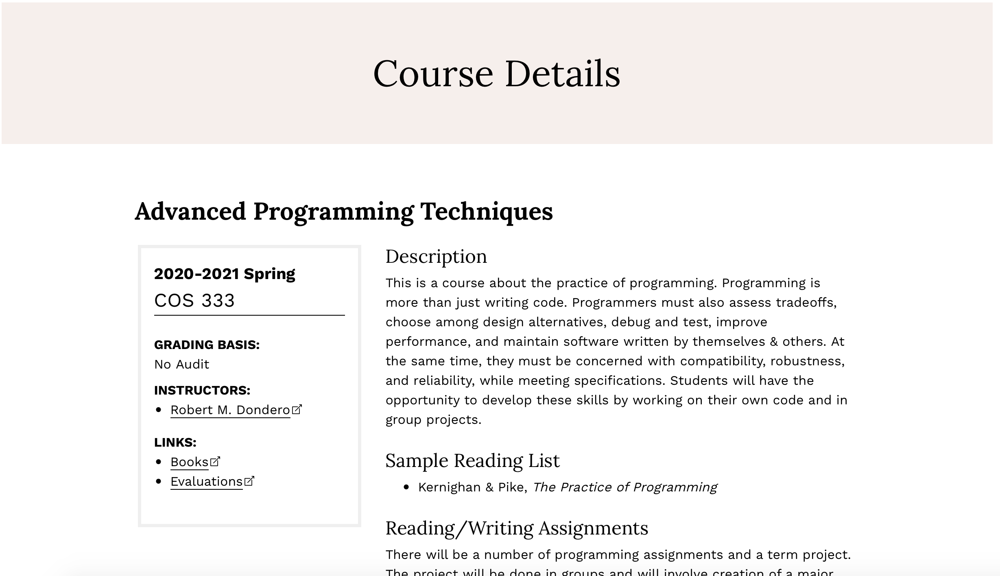 Course Details
Advanced Programming Techniques
2020-2021 Spring
COS 333
GRADING BASIS:
No Audit
INSTRUCTORS:
• Robert M. Dondero
LINKS:
• Books
• Evaluations
Description
This is a course about the practice of programming. Programming is
more than just writing code. Programmers must also assess tradeoffs,
choose among design alternatives, debug and test, improve
performance, and maintain software written by themselves & others. At
the same time, they must be concerned with compatibility, robustness,
and reliability, while meeting specifications. Students will have the
opportunity to develop these skills by working on their own code and in
group projects.
Sample Reading List
• Kernighan & Pike, The Practice of Programming
Reading/Writing Assignments
There will be a number of programming assignments and a term project.
The project will be done in groups and will involve creation of a major